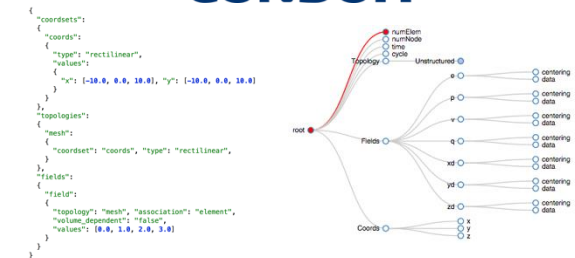 {
"coordsets":
{
"coords":
{
"type": "rectilinear",
"values":
{
"x": [-10.0, 0.0, 10.0], "y": [-10.0, 0.0, 10.0]
}
}
},
"topologies":
{
"mesh":
{
"coordset": "coords", "type": "rectilinear",
}
},
"fields":
{
"field":
{
"topology": "mesh", "association": "element",
"volume_dependent": "false",
"values": [0.0, 1.0, 2.0, 3.0]
}
}
}
numElem
numNode
time
cycle
Topology
Unstructured
root
Fields
e
centering
data
p
centering
data
v
centering
data
q
centering
data
xd
centering
data
yd
centering
data
zd
centering
data
Coords
x
y
z